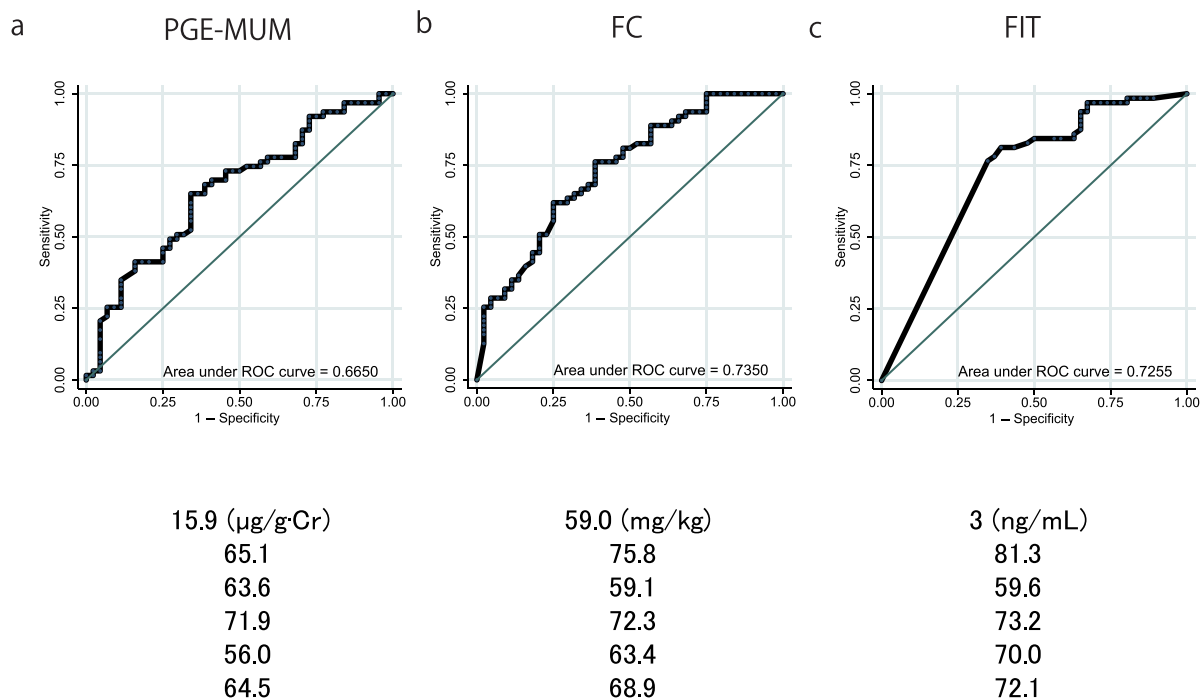 a PGE-MUM
b FC
c FIT
Sensitivity
0.00 0.25 0.50 0.75 1.00
Area under ROC curve = 0.6650
0.00 0.25 0.50 0.75 1.00
1 – Specificity
Sensitivity
0.00 0.25 0.50 0.75 1.00
Area under ROC curve = 0.7350
0.00 0.25 0.50 0.75 1.00
1 – Specificity
Sensitivity
0.00 0.25 0.50 0.75 1.00
Area under ROC curve = 0.7255
0.00 0.25 0.50 0.75 1.00
1 – Specificity
15.9 (μg/g·Cr) 59.0 (mg/kg) 3 (ng/mL)
65.1 75.8 81.3
63.6 59.1 59.6
71.9 72.3 73.2
56.0 63.4 70.0
64.5 68.9 72.1